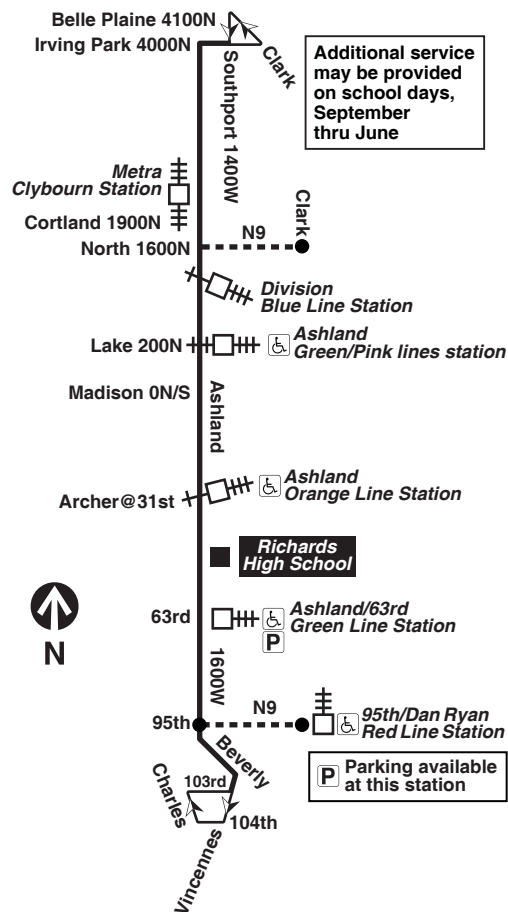 Belle Plaine 4100N
Irving Park 4000N
Clark
Southport 1400W
Additional service
may be provided
on school days,
September
thru June
Metra
Clybourn Station
Cortland 1900N
North 1600N
N9
Clark
Division
Blue Line Station
Lake 200N
Ashland
Green/Pink lines station
Madison 0N/S
Ashland
Archer@31st
Ashland
Orange Line Station
Richards
High School
N
63rd
Ashland/63rd
Green Line Station
P
1600W
95th
N9
95th/Dan Ryan
Red Line Station
Beverly
P Parking available
at this station
103rd
Charles
104th
Vincennes